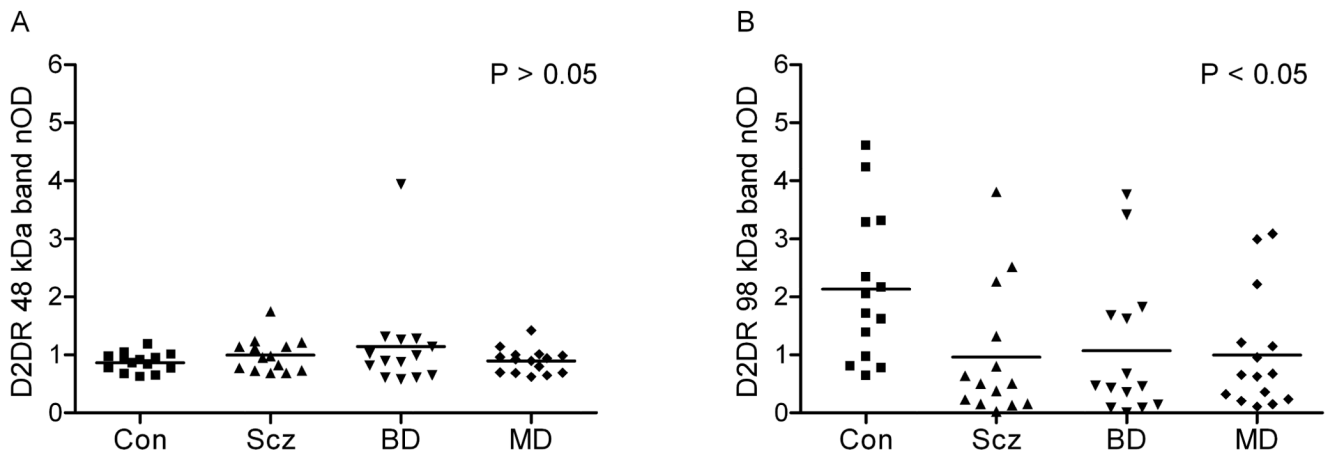 A
D2DR 48 kDa band nOD
6
5
4
3
2
1
0
P > 0.05
Con Scz BD MD
B
D2DR 98 kDa band nOD
6
5
4
3
2
1
0
P < 0.05
Con Scz BD MD